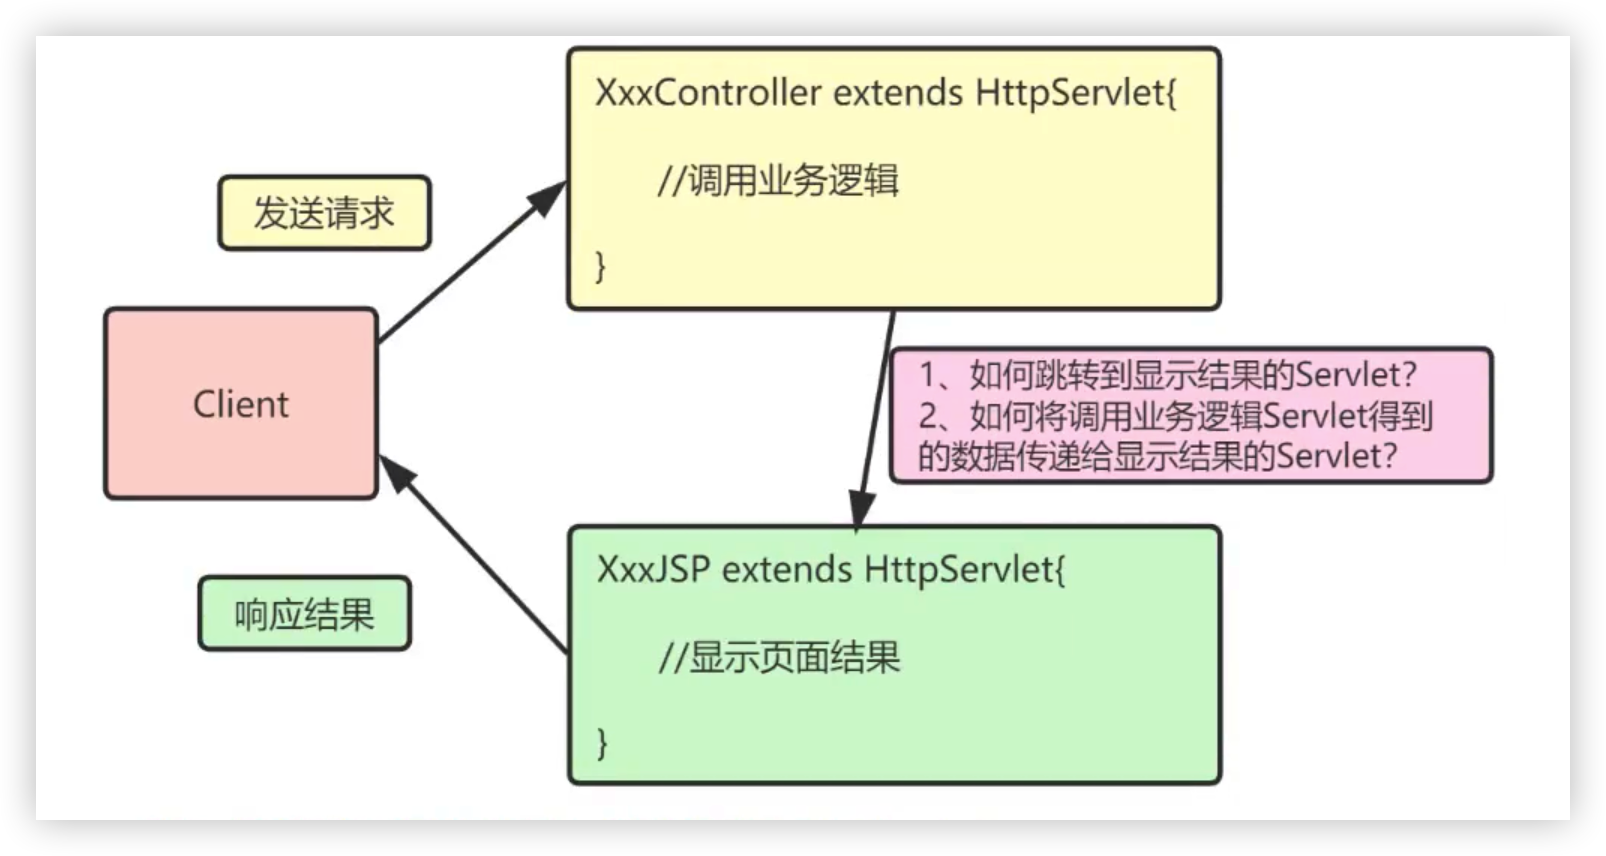 XxxController extends HttpServlet{
//调用业务逻辑
}
发送请求
Client
1、如何跳转到显示结果的Servlet?
2、如何将调用业务逻辑Servlet得到
的数据传递给显示结果的Servlet?
XxxJSP extends HttpServlet{
//显示页面结果
}
响应结果